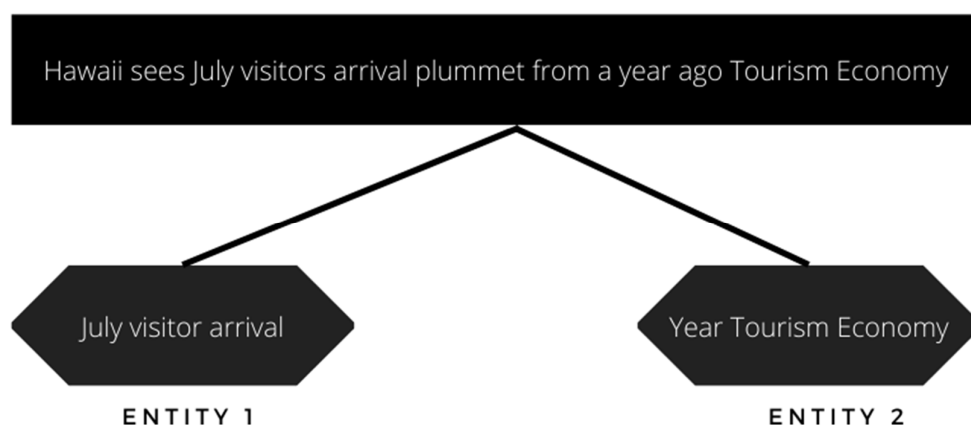 Hawaii sees July visitors arrival plummet from a year ago Tourism Economy
July visitor arrival
Year Tourism Economy
ENTITY 1
ENTITY 2